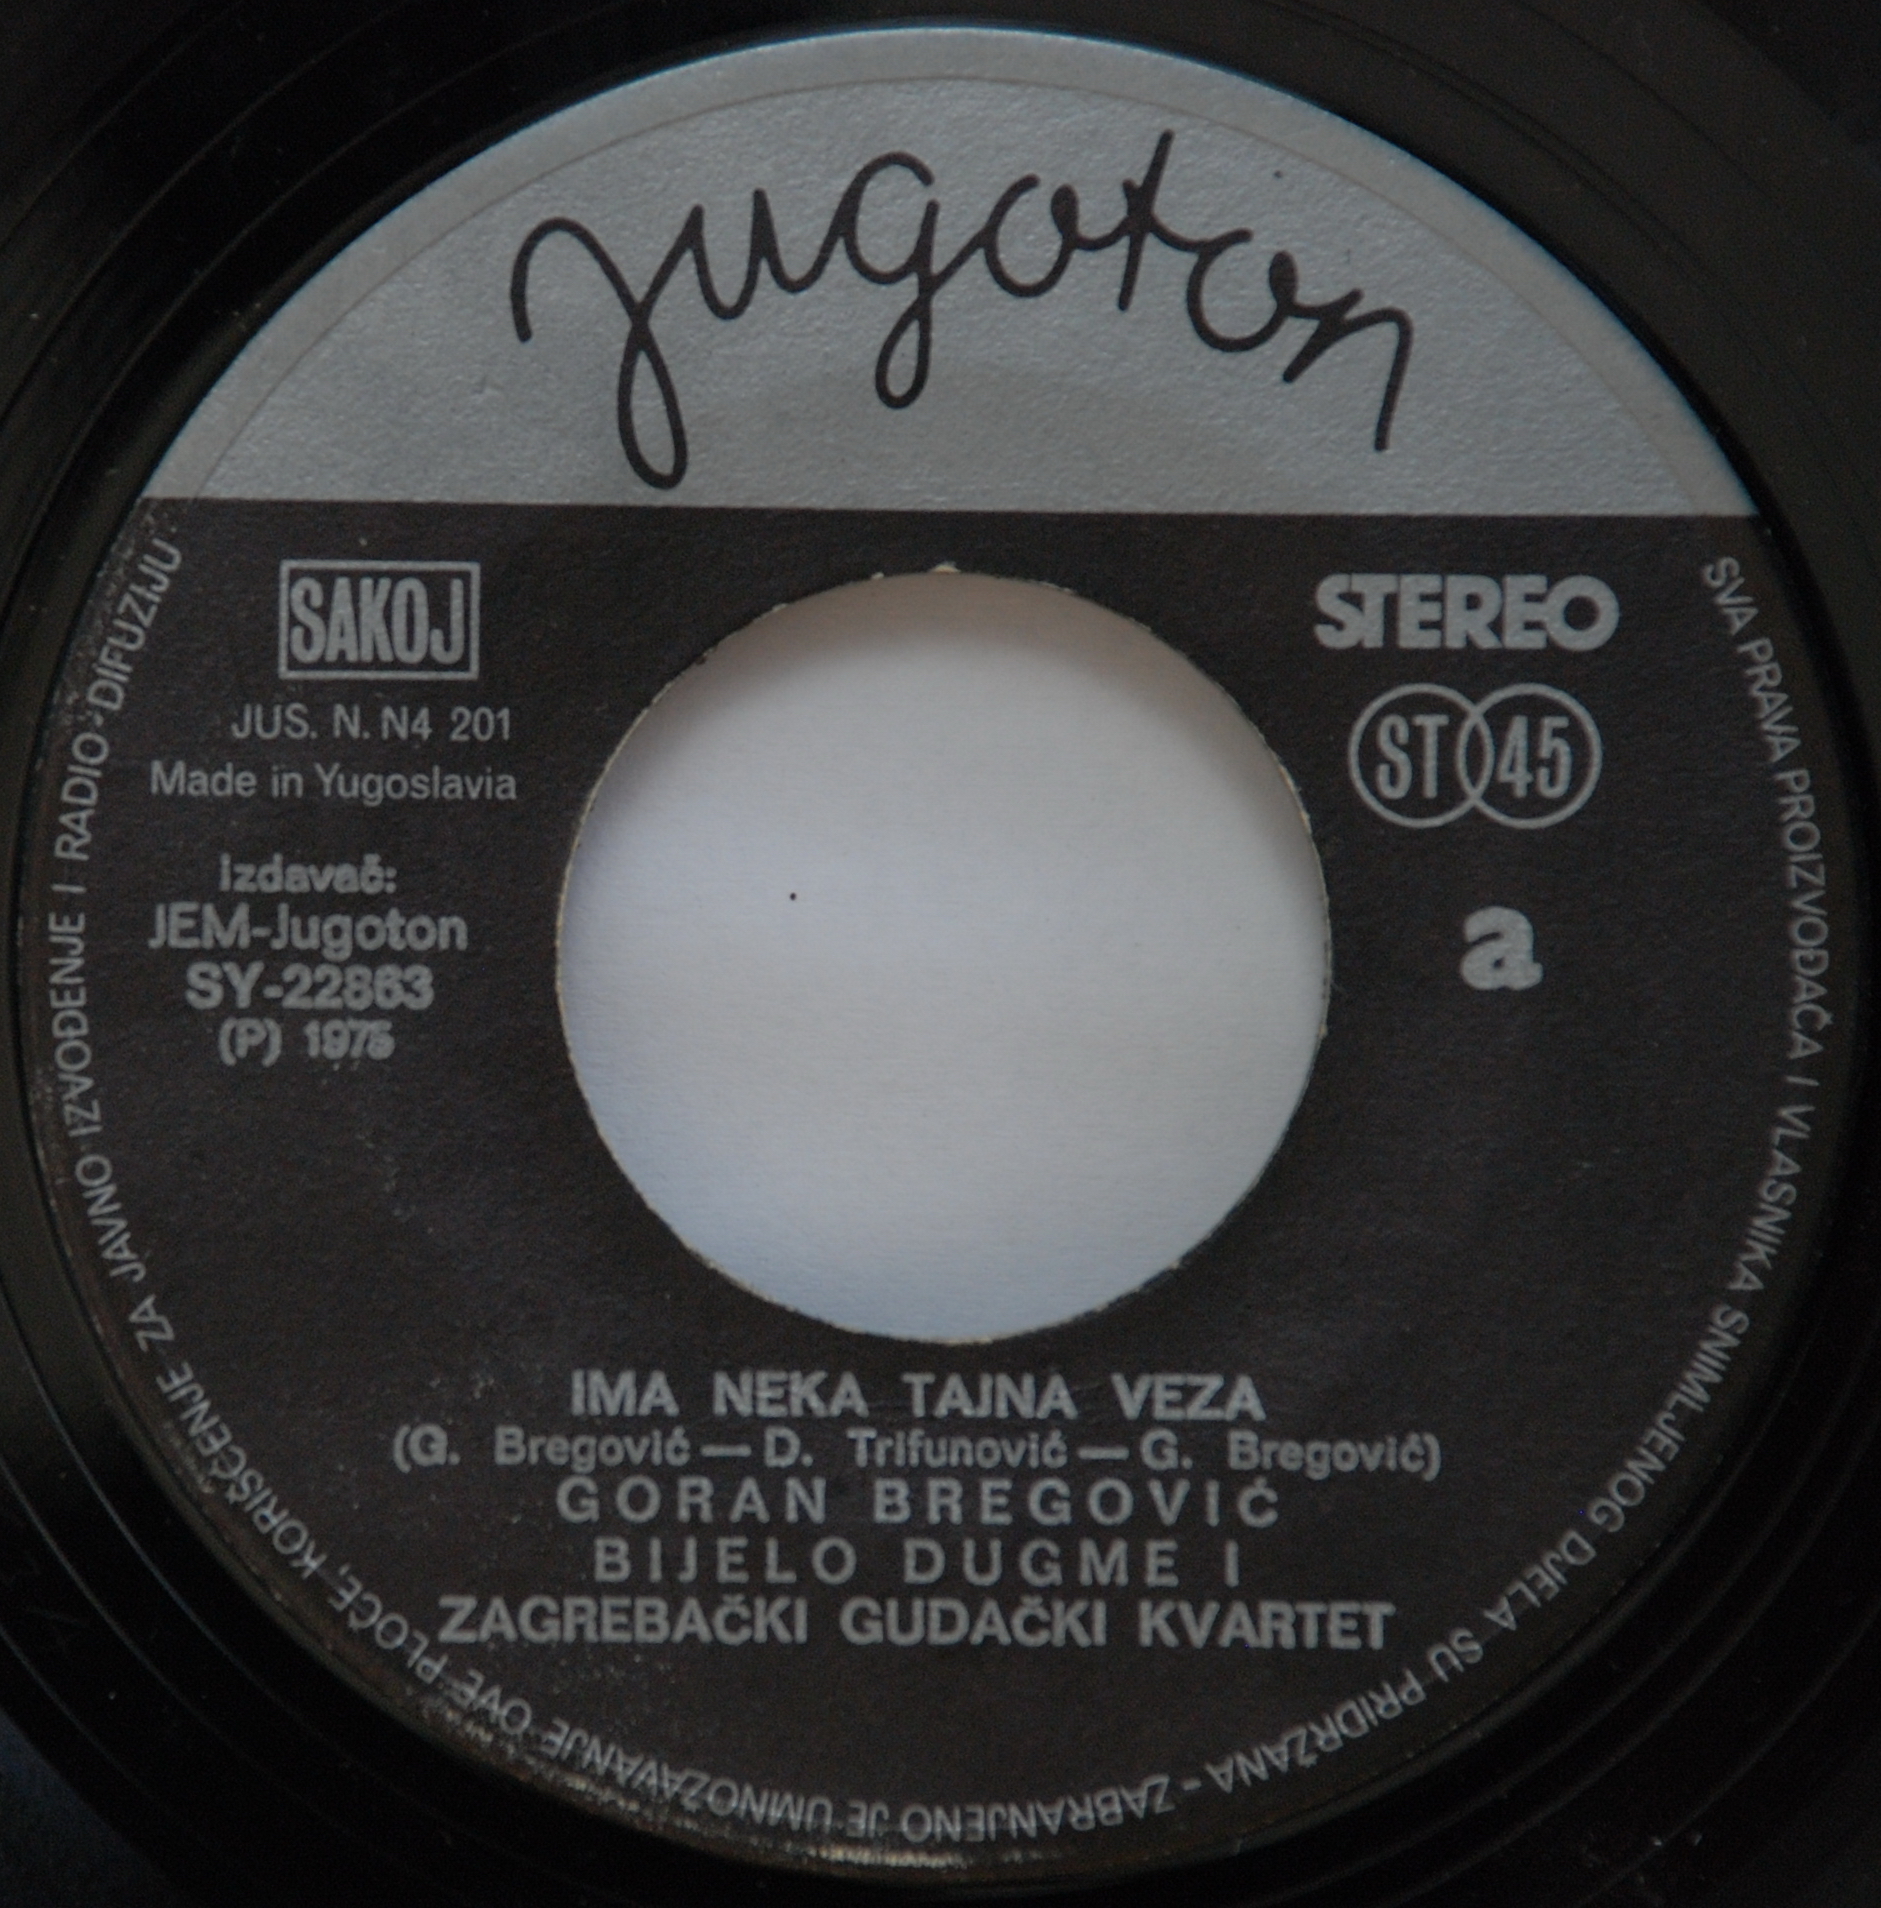 jugoton
SAKOJ
JUS. N. N4 201
Made in Yugoslavia
Izdavač:
JEM-Jugoton
SY-22863
(P) 1975
STEREO
ST 45
a
IMA NEKA TAJNA VEZA
(G. Bregović — D. Trifunović — G. Bregović)
GORAN BREGOVIĆ
BIJELO DUGME I
ZAGREBAČKI GUDAČKI KVARTET
SVA PRAVA PROIZVOĐAČA I VLASNIKA SNIMLJENOG DJELA SU PRIDRŽANA - ZABRANJENO JE UMNOŽAVANJE OVE PLOČE, KORIŠĆENJE ZA JAVNO IZVOĐENJE I RADIO-DIFUZIJU